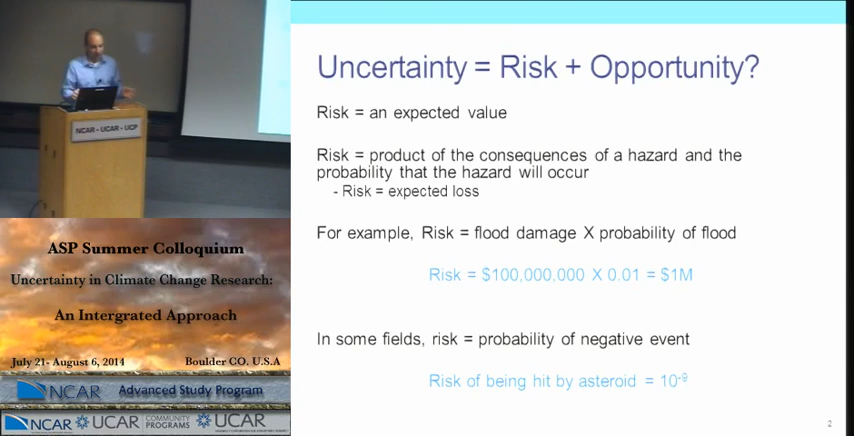 NCAR - UCAR - UCP
ASP Summer Colloquium
Uncertainty in Climate Change Research:
An Intergrated Approach
July 21- August 6, 2014 Boulder CO. U.S.A
NCAR Advanced Study Program
NCAR UCAR COMMUNITY PROGRAMS UCAR
Uncertainty = Risk + Opportunity?
Risk = an expected value
Risk = product of the consequences of a hazard and the
probability that the hazard will occur
- Risk = expected loss
For example, Risk = flood damage X probability of flood
Risk = $100,000,000 X 0.01 = $1M
In some fields, risk = probability of negative event
Risk of being hit by asteroid = 10⁻⁹
2